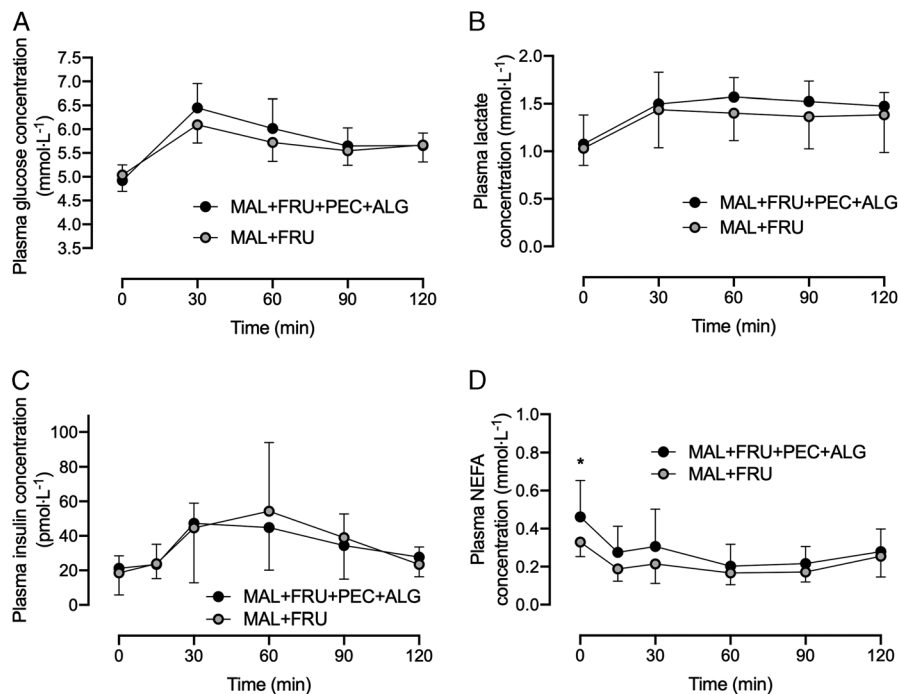 A
Plasma glucose concentration
(mmol·L⁻¹)
7.5
7.0
6.5
6.0
5.5
5.0
4.5
4.0
3.5
MAL+FRU+PEC+ALG
MAL+FRU
0 30 60 90 120
Time (min)
B
Plasma lactate
concentration (mmol·L⁻¹)
2.0
1.5
1.0
0.5
0.0
MAL+FRU+PEC+ALG
MAL+FRU
0 30 60 90 120
Time (min)
C
Plasma insulin concentration
(pmol·L⁻¹)
100
80
60
40
20
0
MAL+FRU+PEC+ALG
MAL+FRU
0 30 60 90 120
Time (min)
D
Plasma NEFA
concentration (mmol·L⁻¹)
1.0
0.8
0.6
0.4
0.2
0.0
*
MAL+FRU+PEC+ALG
MAL+FRU
0 30 60 90 120
Time (min)